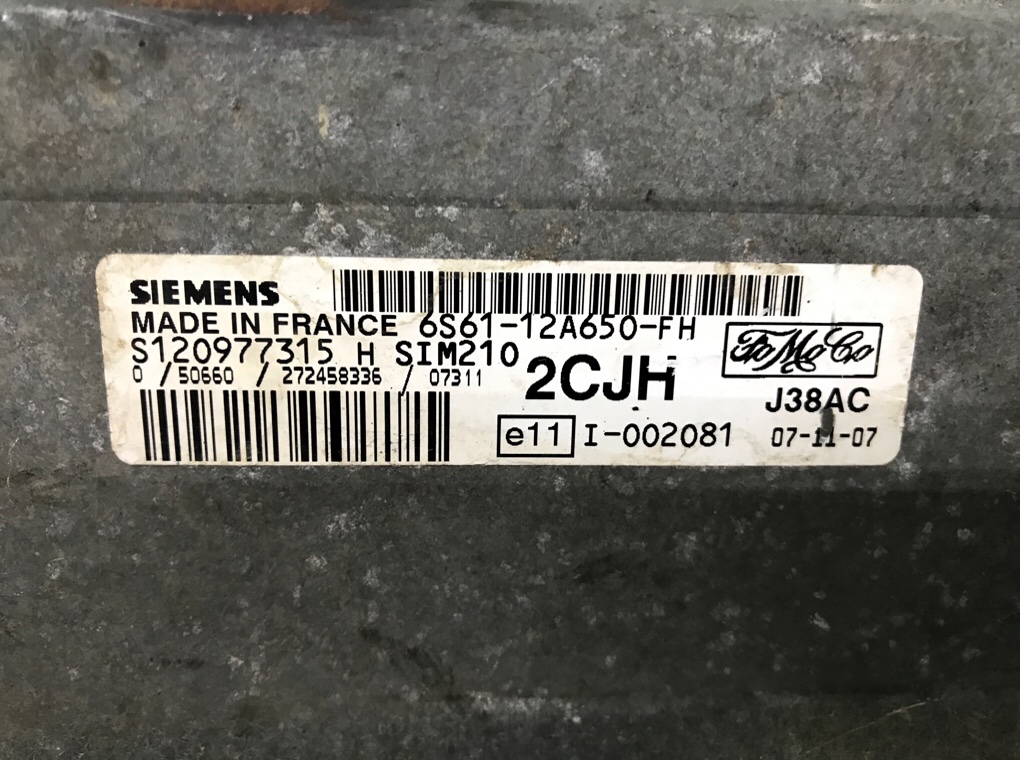 SIEMENS
MADE IN FRANCE 6S61-12A650-FH
S120977315 H SIM210
0 / 50660 / 272458336 / 07311
2CJH
FoMoCo
J38AC
e11 I-002081 07-11-07